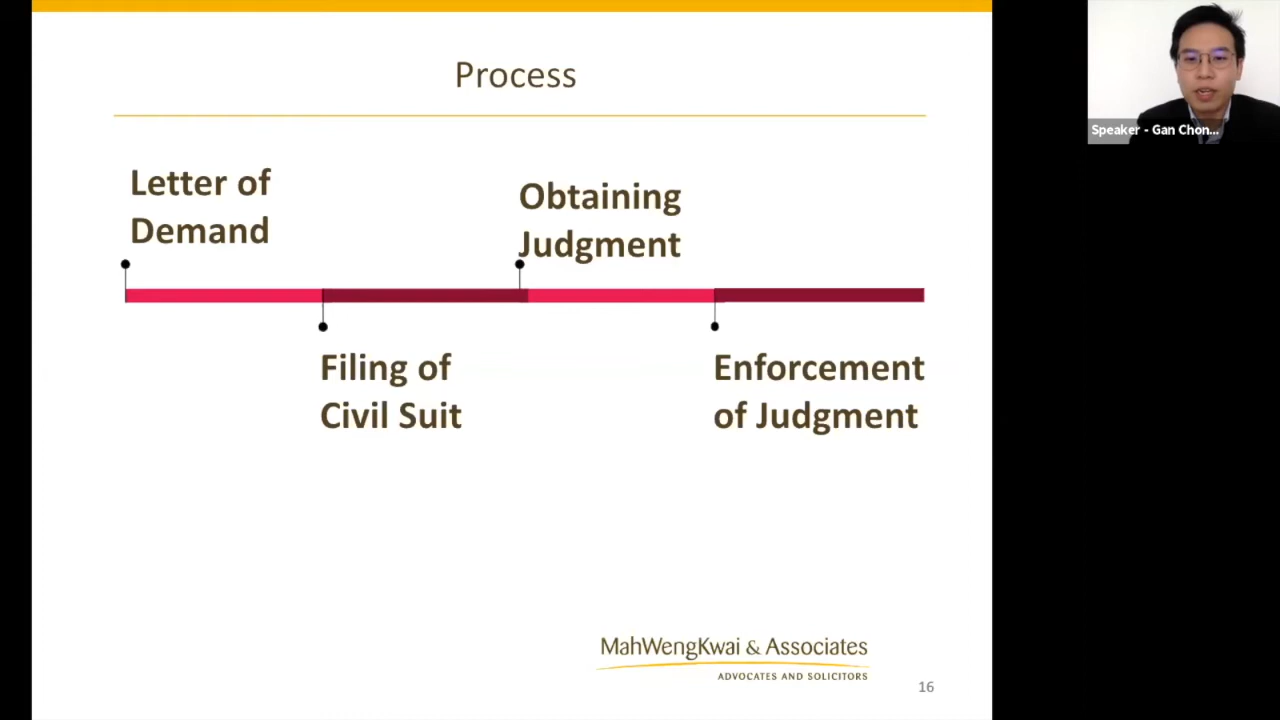 Process
Letter of
Demand
Obtaining
Judgment
Filing of
Civil Suit
Enforcement
of Judgment
MahWengKwai & Associates
ADVOCATES AND SOLICITORS
16
Speaker - Gan Chon...